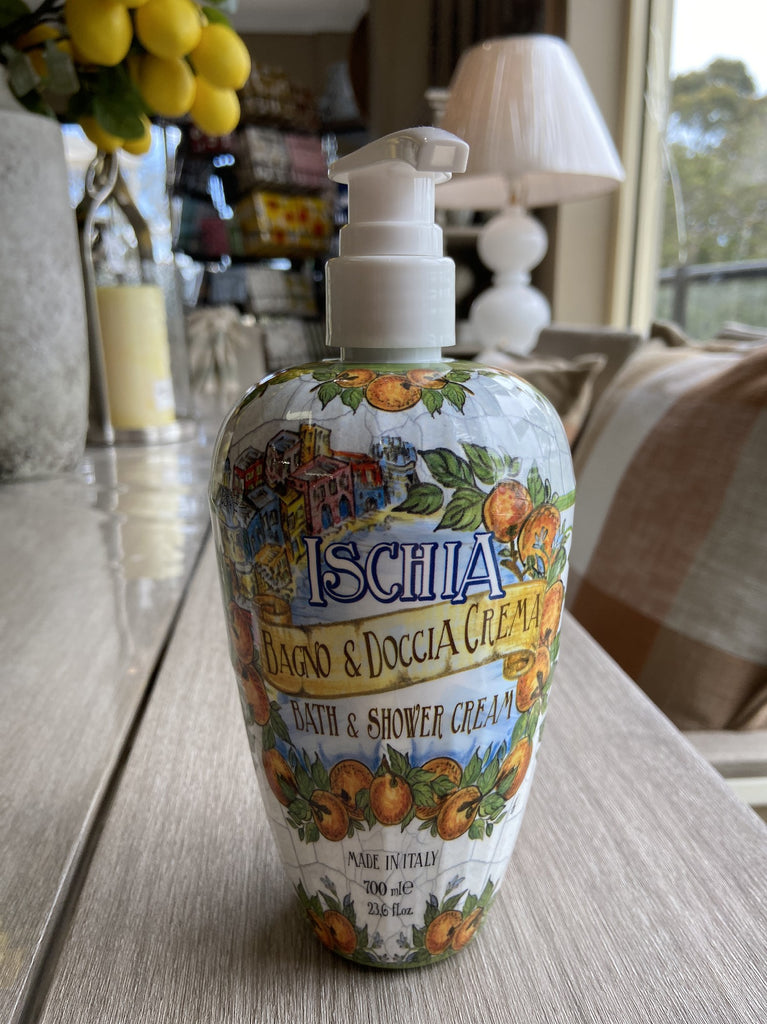 ISCHIA
BAGNO & DOCCIA CREMA
BATH & SHOWER CREAM
MADE IN ITALY
700 ml e
23,6 fl.oz.